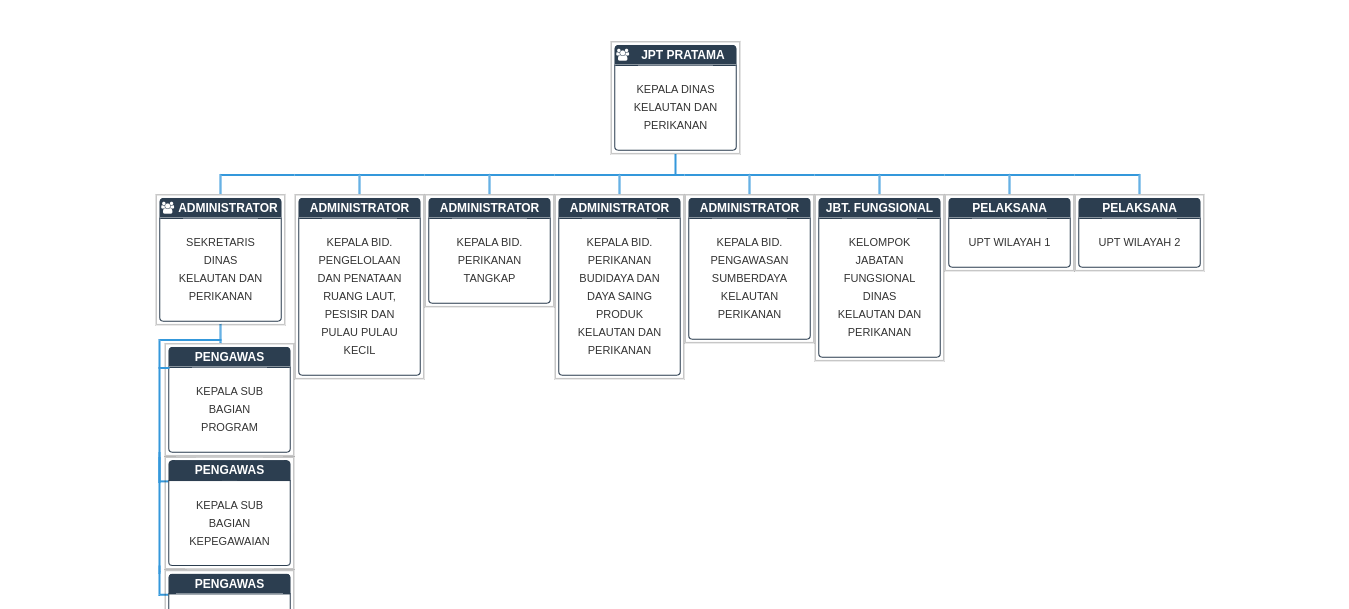 JPT PRATAMA
KEPALA DINAS
KELAUTAN DAN
PERIKANAN
ADMINISTRATOR
SEKRETARIS
DINAS
KELAUTAN DAN
PERIKANAN
ADMINISTRATOR
KEPALA BID.
PENGELOLAAN
DAN PENATAAN
RUANG LAUT,
PESISIR DAN
PULAU PULAU
KECIL
ADMINISTRATOR
KEPALA BID.
PERIKANAN
TANGKAP
ADMINISTRATOR
KEPALA BID.
PERIKANAN
BUDIDAYA DAN
DAYA SAING
PRODUK
KELAUTAN DAN
PERIKANAN
ADMINISTRATOR
KEPALA BID.
PENGAWASAN
SUMBERDAYA
KELAUTAN
PERIKANAN
JBT. FUNGSIONAL
KELOMPOK
JABATAN
FUNGSIONAL
DINAS
KELAUTAN DAN
PERIKANAN
PELAKSANA
UPT WILAYAH 1
PELAKSANA
UPT WILAYAH 2
PENGAWAS
KEPALA SUB
BAGIAN
PROGRAM
PENGAWAS
KEPALA SUB
BAGIAN
KEPEGAWAIAN
PENGAWAS